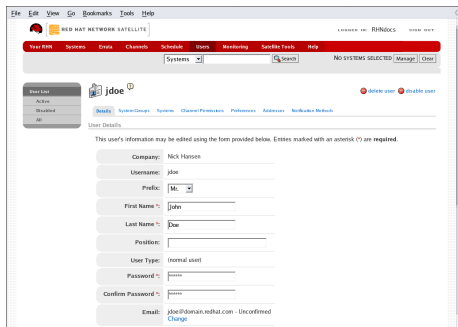 File Edit View Go Bookmarks Tools Help
RED HAT NETWORK SATELLITE
LOGGED IN: RHNdocs SIGN OUT
Your RHN Systems Errata Channels Schedule Users Monitoring Satellite Tools Help
Systems Search NO SYSTEMS SELECTED Manage Clear
User List
Active
Disabled
All
jdoe ?
delete user disable user
Details System Groups Systems Channel Permissions Preferences Addresses Notification Methods
User Details
This user's information may be edited using the form provided below. Entries marked with an asterisk (*) are required.
Company: Nick Hansen
Username: jdoe
Prefix: Mr.
First Name *: John
Last Name *: Doe
Position:
User Type: (normal user)
Password *: ******
Confirm Password *: ******
Email: jdoe@domain.redhat.com - Unconfirmed
Change